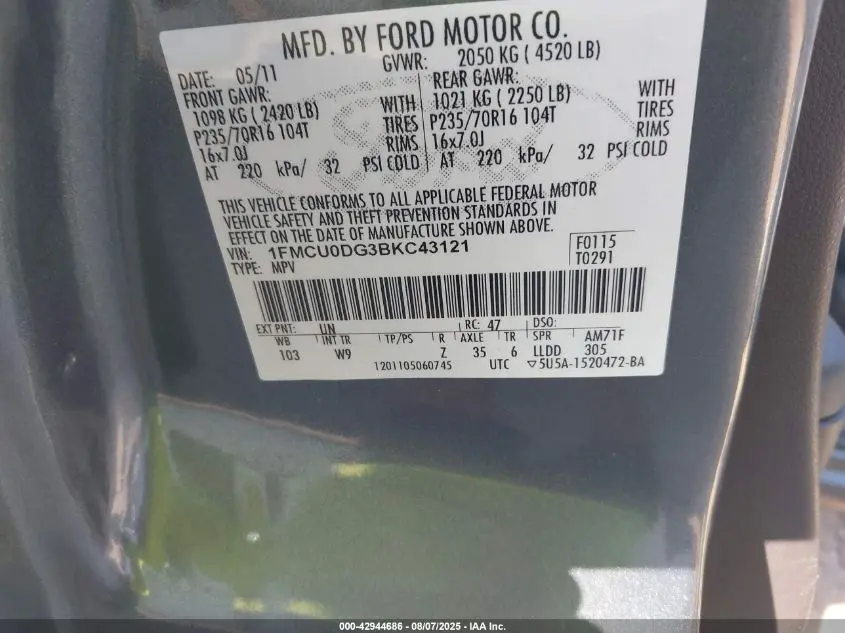 MFD. BY FORD MOTOR CO.
DATE: 05/11 GVWR: 2050 KG ( 4520 LB)
FRONT GAWR: REAR GAWR:
1098 KG ( 2420 LB) WITH 1021 KG ( 2250 LB) WITH
P235/70R16 104T TIRES P235/70R16 104T TIRES
16x7.0J RIMS 16x7.0J RIMS
AT 220 kPa/ 32 PSI COLD AT 220 kPa/ 32 PSI COLD
Ford
THIS VEHICLE CONFORMS TO ALL APPLICABLE FEDERAL MOTOR
VEHICLE SAFETY AND THEFT PREVENTION STANDARDS IN
EFFECT ON THE DATE OF MANUFACTURE SHOWN ABOVE.
VIN: 1FMCU0DG3BKC43121 F0115
TYPE: MPV T0291
EXT PNT: UN RC: 47 DSO:
WB INT TR TP/PS R AXLE TR SPR AM71F
103 W9 Z 35 6 LLDD 305
1201105060745 UTC ▽5U5A-1520472-BA
000-42944686 - 08/07/2025 - IAA Inc.